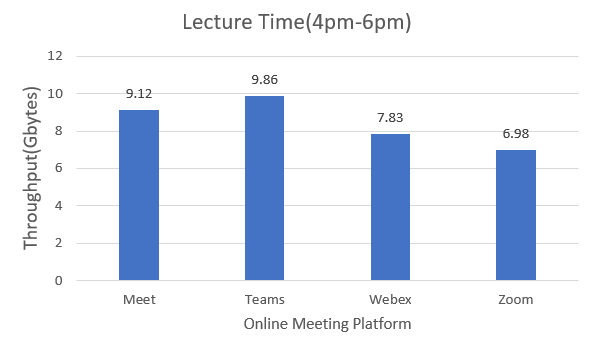 Lecture Time(4pm-6pm)
Throughput(Gbytes)
12
10
8
6
4
2
0
9.12
9.86
7.83
6.98
Meet
Teams
Webex
Zoom
Online Meeting Platform